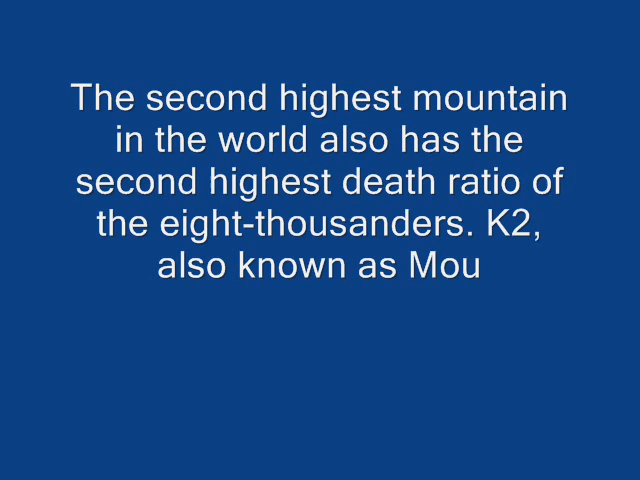 The second highest mountain
in the world also has the
second highest death ratio of
the eight-thousanders. K2,
also known as Mou